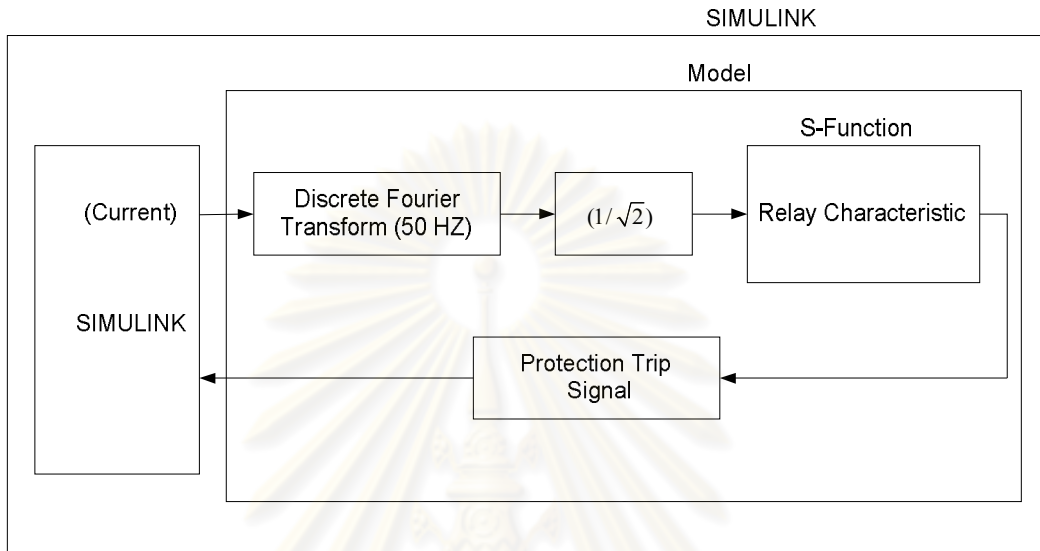 SIMULINK
Model
S-Function
(Current)
Discrete Fourier
Transform (50 HZ)
(1/√2)
Relay Characteristic
SIMULINK
Protection Trip
Signal